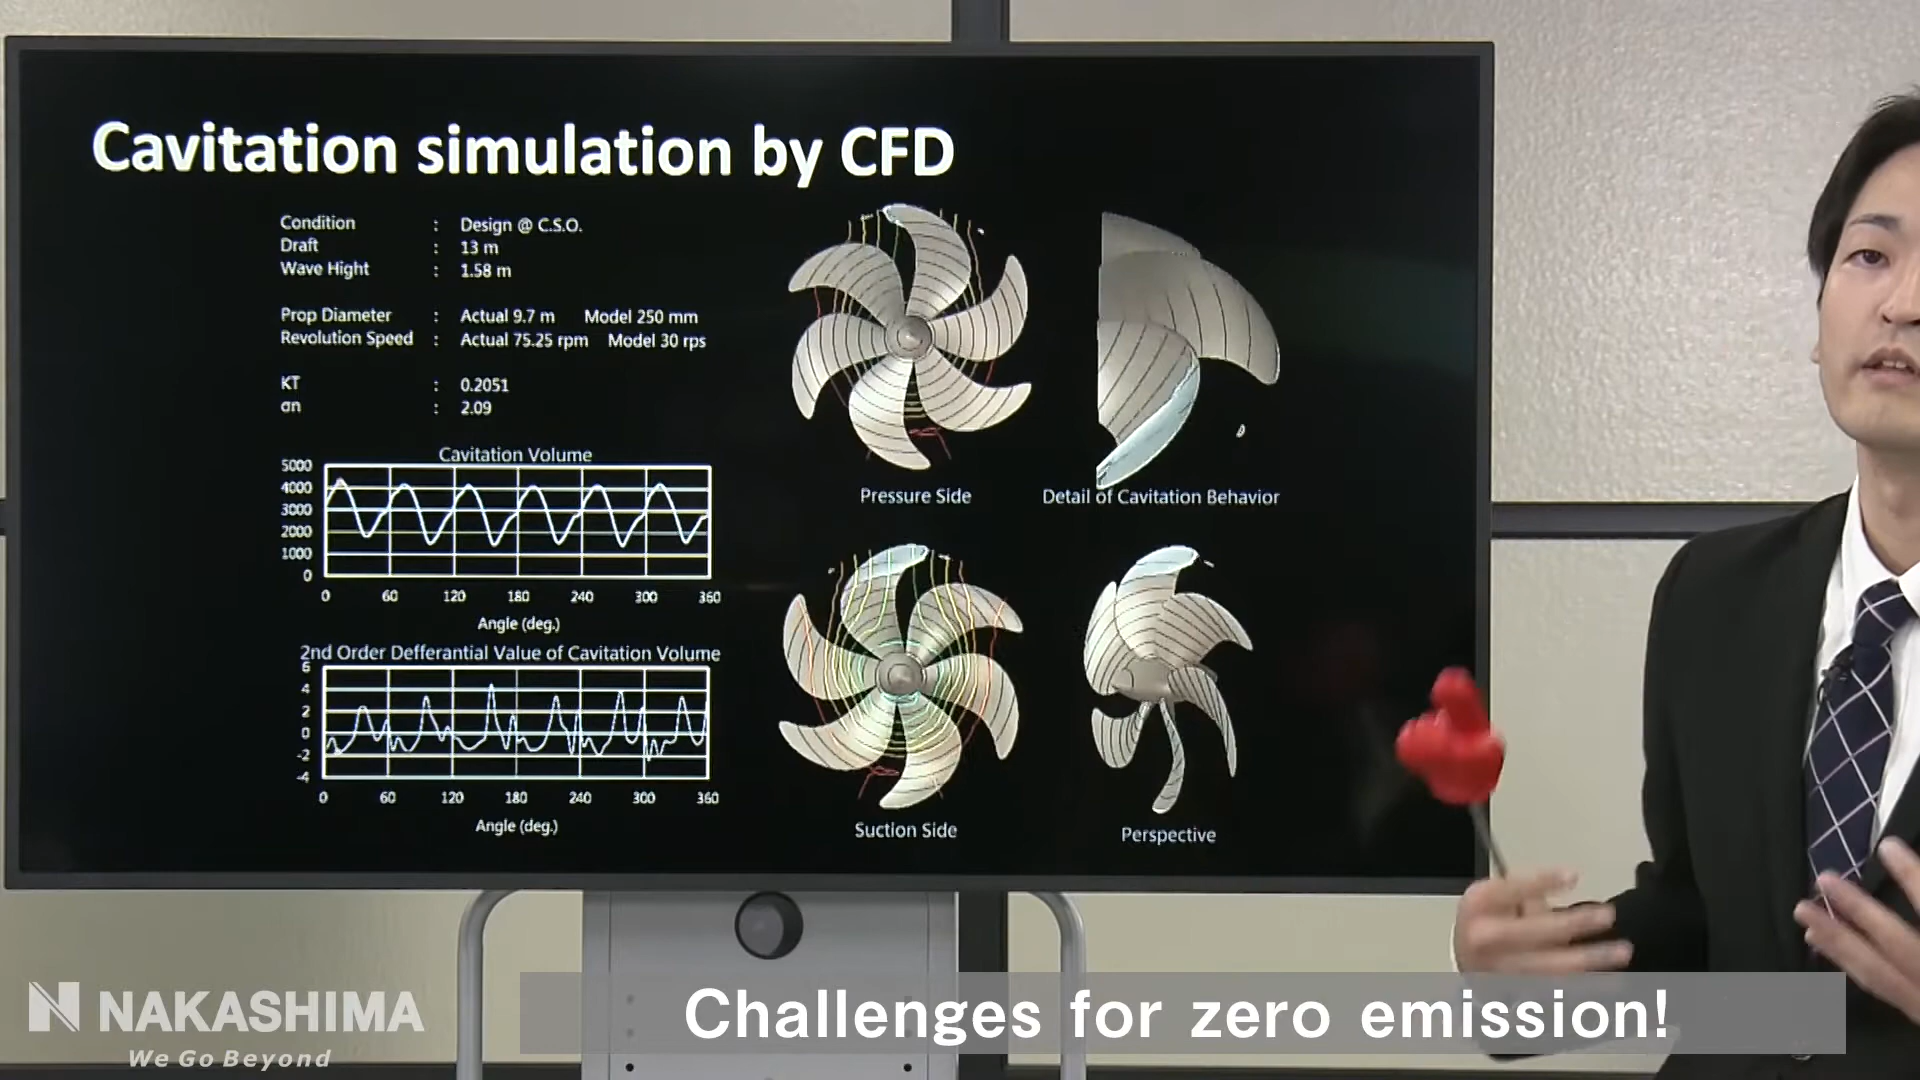 Cavitation simulation by CFD
Condition : Design @ C.S.O.
Draft : 13 m
Wave Hight : 1.58 m
Prop Diameter : Actual 9.7 m Model 250 mm
Revolution Speed : Actual 75.25 rpm Model 30 rps
KT : 0.2051
σn : 2.09
Cavitation Volume
5000
4000
3000
2000
1000
0
0 60 120 180 240 300 360
Angle (deg.)
2nd Order Defferantial Value of Cavitation Volume
6
4
2
0
-2
-4
0 60 120 180 240 300 360
Angle (deg.)
Pressure Side
Detail of Cavitation Behavior
Suction Side
Perspective
NAKASHIMA
We Go Beyond
Challenges for zero emission!